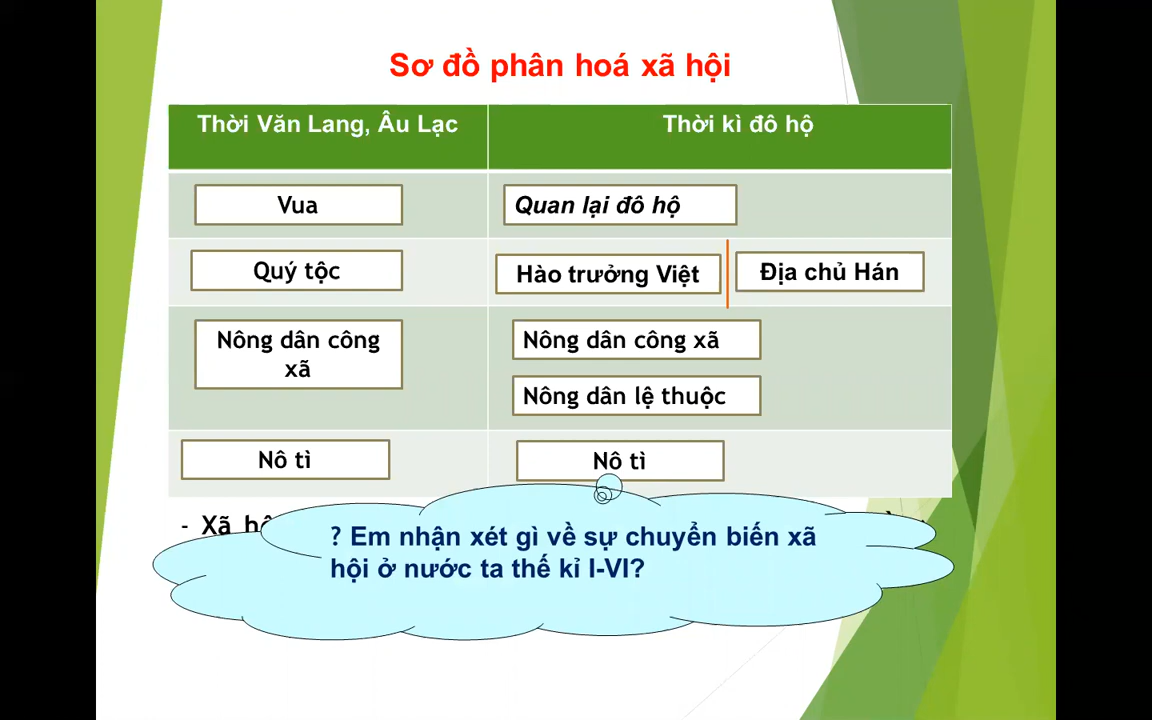 Sơ đồ phân hoá xã hội
Thời Văn Lang, Âu Lạc
Thời kì đô hộ
Vua
Quan lại đô hộ
Quý tộc
Hào trưởng Việt
Địa chủ Hán
Nông dân công
xã
Nông dân công xã
Nông dân lệ thuộc
Nô tì
Nô tì
- Xã
? Em nhận xét gì về sự chuyển biến xã
hội ở nước ta thế kỉ I-VI?